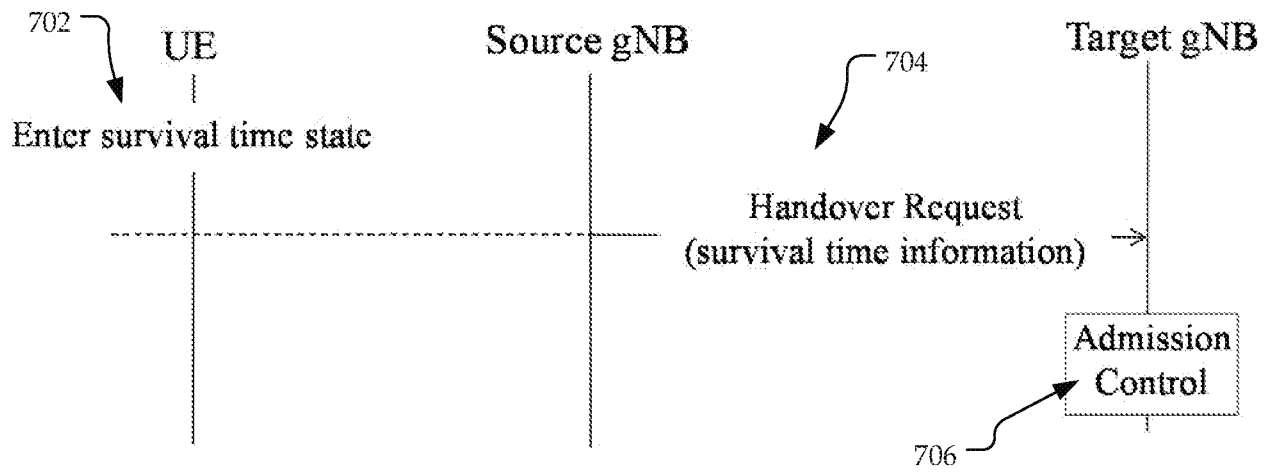 702
UE
Source gNB
Target gNB
704
Enter survival time state
Handover Request
(survival time information)
Admission
Control
706